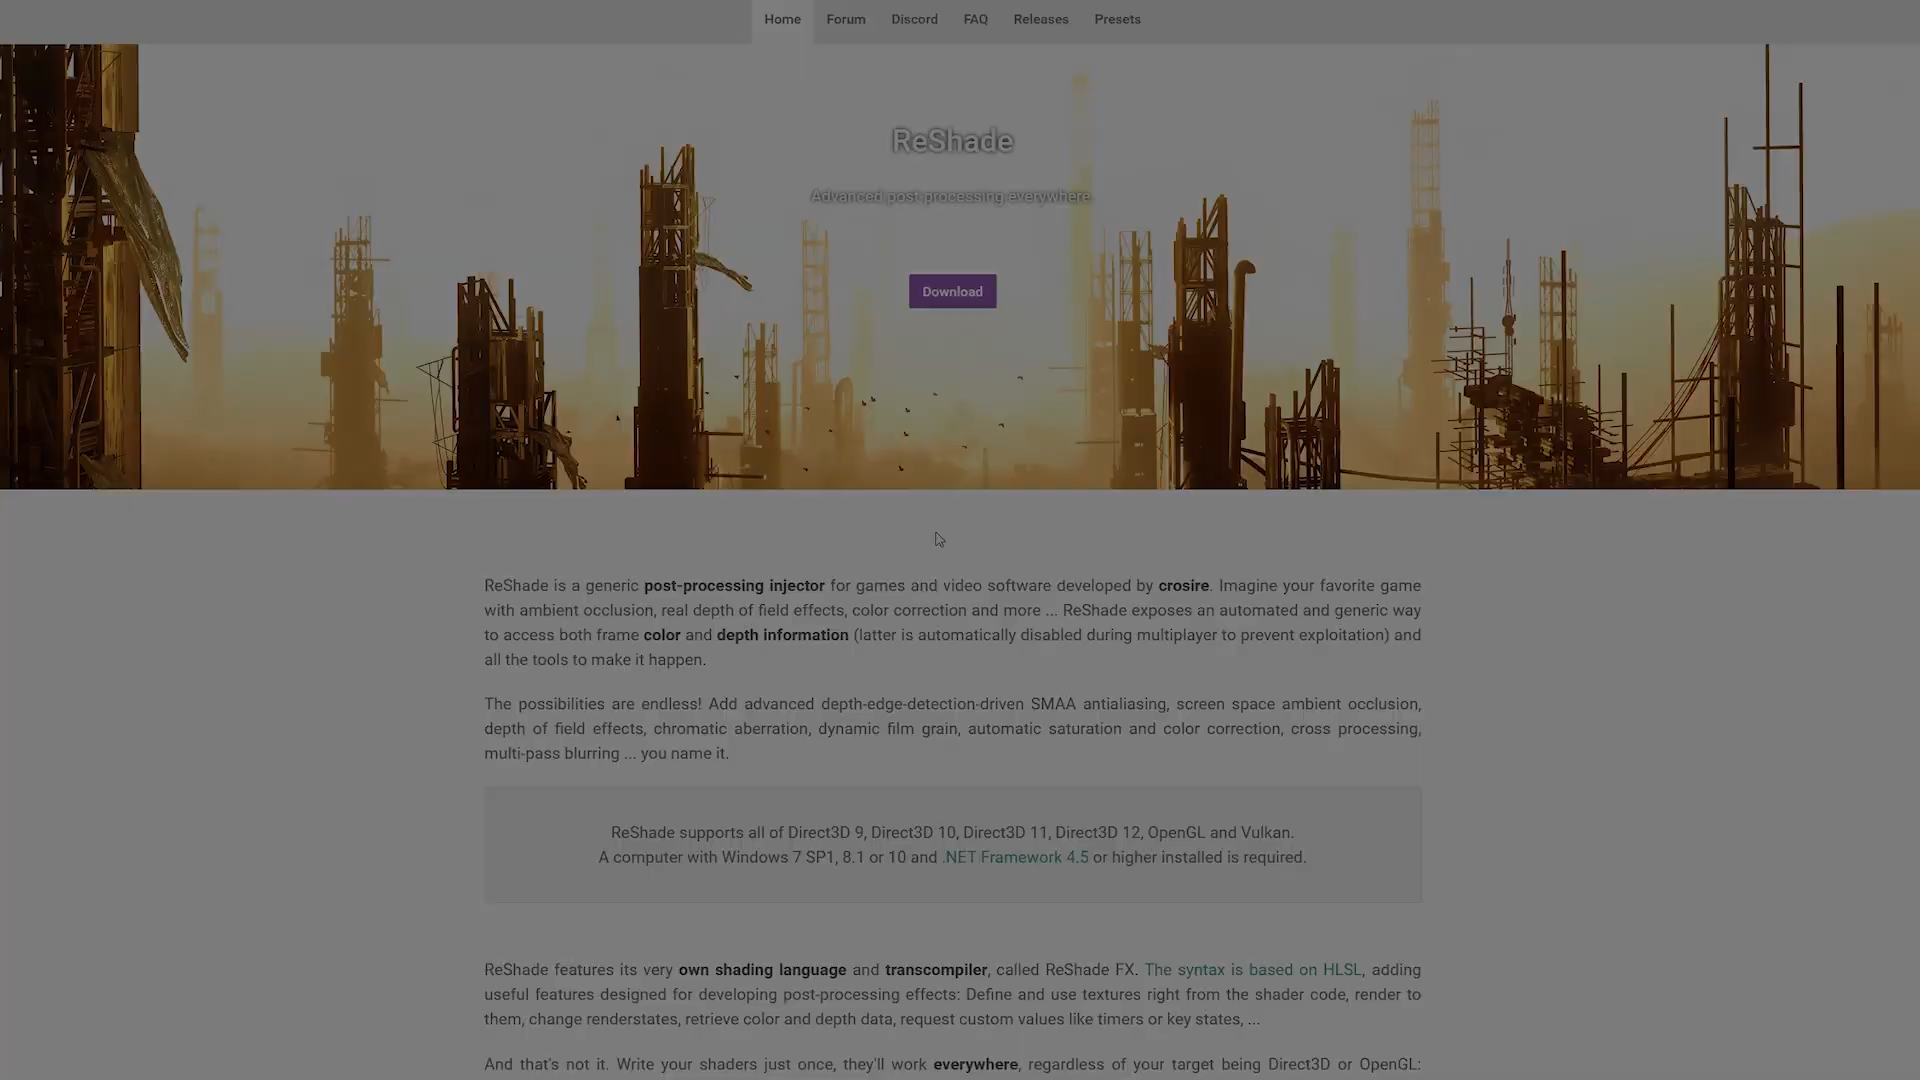 Home Forum Discord FAQ Releases Presets
ReShade
Advanced post-processing everywhere.
Download
ReShade is a generic post-processing injector for games and video software developed by crosire. Imagine your favorite game
with ambient occlusion, real depth of field effects, color correction and more ... ReShade exposes an automated and generic way
to access both frame color and depth information (latter is automatically disabled during multiplayer to prevent exploitation) and
all the tools to make it happen.
The possibilities are endless! Add advanced depth-edge-detection-driven SMAA antialiasing, screen space ambient occlusion,
depth of field effects, chromatic aberration, dynamic film grain, automatic saturation and color correction, cross processing,
multi-pass blurring ... you name it.
ReShade supports all of Direct3D 9, Direct3D 10, Direct3D 11, Direct3D 12, OpenGL and Vulkan.
A computer with Windows 7 SP1, 8.1 or 10 and .NET Framework 4.5 or higher installed is required.
ReShade features its very own shading language and transcompiler, called ReShade FX. The syntax is based on HLSL, adding
useful features designed for developing post-processing effects: Define and use textures right from the shader code, render to
them, change renderstates, retrieve color and depth data, request custom values like timers or key states, ...
And that's not it. Write your shaders just once, they'll work everywhere, regardless of your target being Direct3D or OpenGL: